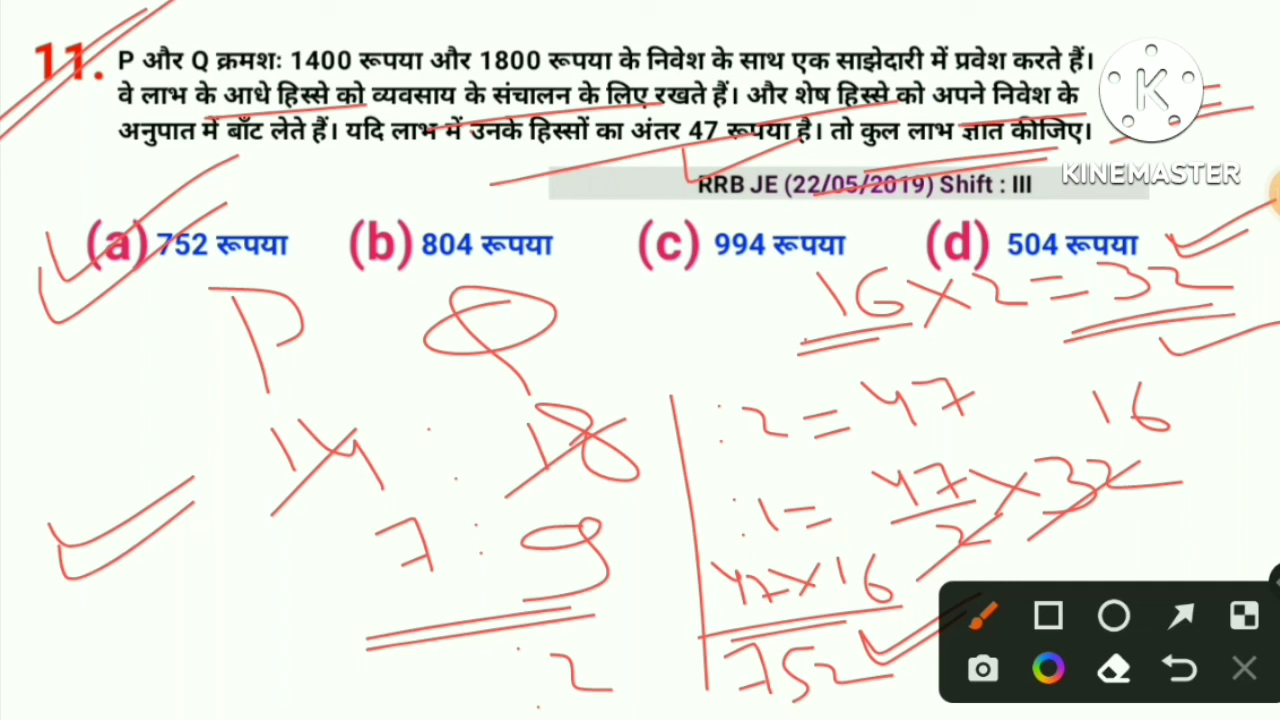 11. P और Q क्रमशः 1400 रूपया और 1800 रूपया के निवेश के साथ एक साझेदारी में प्रवेश करते हैं।
वे लाभ के आधे हिस्से को व्यवसाय के संचालन के लिए रखते हैं। और शेष हिस्से को अपने निवेश के
अनुपात में बाँट लेते हैं। यदि लाभ में उनके हिस्सों का अंतर 47 रूपया है। तो कुल लाभ ज्ञात कीजिए।
K
KINEMASTER
RRB JE (22/05/2019) Shift : III
(a) 752 रूपया (b) 804 रूपया (c) 994 रूपया (d) 504 रूपया
16 × 2 = 32
P Q
14 : 18
7 : 9
: 2
: 2 = 47
16
: 1 = 47/2 × 32
47 × 16
752